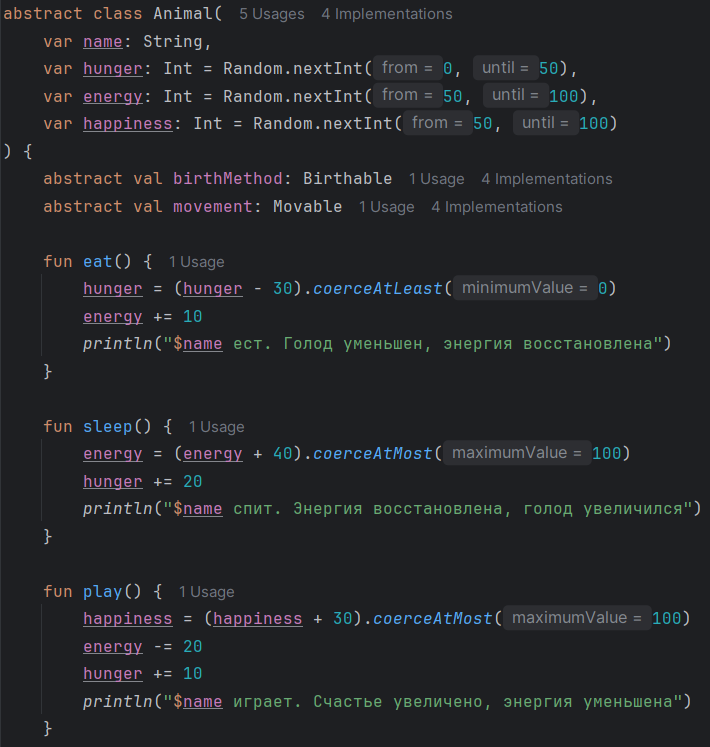 abstract class Animal( 5 Usages 4 Implementations
    var name: String,
    var hunger: Int = Random.nextInt( from = 0, until = 50),
    var energy: Int = Random.nextInt( from = 50, until = 100),
    var happiness: Int = Random.nextInt( from = 50, until = 100)
) {
    abstract val birthMethod: Birthable 1 Usage 4 Implementations
    abstract val movement: Movable 1 Usage 4 Implementations

    fun eat() { 1 Usage
        hunger = (hunger - 30).coerceAtLeast( minimumValue = 0)
        energy += 10
        println("$name ест. Голод уменьшен, энергия восстановлена")
    }

    fun sleep() { 1 Usage
        energy = (energy + 40).coerceAtMost( maximumValue = 100)
        hunger += 20
        println("$name спит. Энергия восстановлена, голод увеличился")
    }

    fun play() { 1 Usage
        happiness = (happiness + 30).coerceAtMost( maximumValue = 100)
        energy -= 20
        hunger += 10
        println("$name играет. Счастье увеличено, энергия уменьшена")
    }